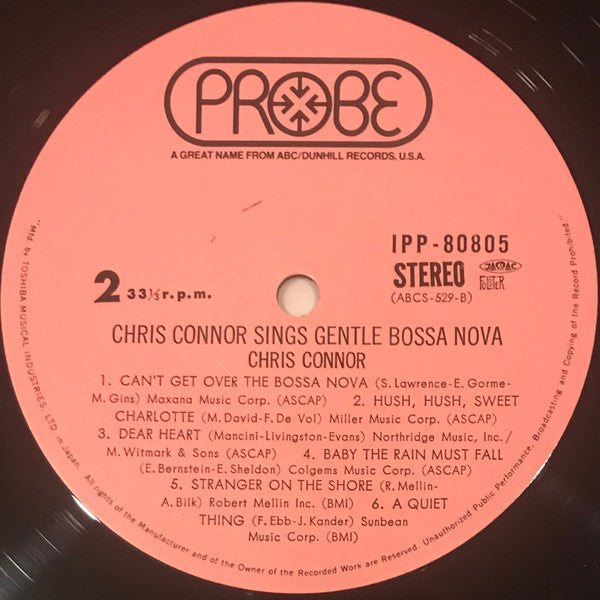 PROBE
A GREAT NAME FROM ABC/DUNHILL RECORDS, U.S.A.
IPP-80805
2 33⅓ r.p.m.
STEREO
JASRAC
(ABCS-529-B)
CHRIS CONNOR SINGS GENTLE BOSSA NOVA
CHRIS CONNOR
1. CAN'T GET OVER THE BOSSA NOVA (S. Lawrence-E. Gorme-
M. Gins) Maxana Music Corp. (ASCAP) 2. HUSH, HUSH, SWEET
CHARLOTTE (M. David-F. De Vol) Miller Music Corp. (ASCAP)
3. DEAR HEART (Mancini-Livingston-Evans) Northridge Music, Inc./
M. Witmark & Sons (ASCAP) 4. BABY THE RAIN MUST FALL
(E. Bernstein-E. Sheldon) Colgems Music Corp. (ASCAP)
5. STRANGER ON THE SHORE (R. Mellin-
A. Bilk) Robert Mellin Inc. (BMI) 6. A QUIET
THING (F. Ebb-J. Kander) Sunbean
Music Corp. (BMI)
"Mfd. by TOSHIBA MUSICAL INDUSTRIES, LTD. in Japan. All Rights of the Manufacturer and of the Owner of the Recorded Work are Reserved. Unauthorized Public Performance, Broadcasting and Copying of the Record Prohibited."